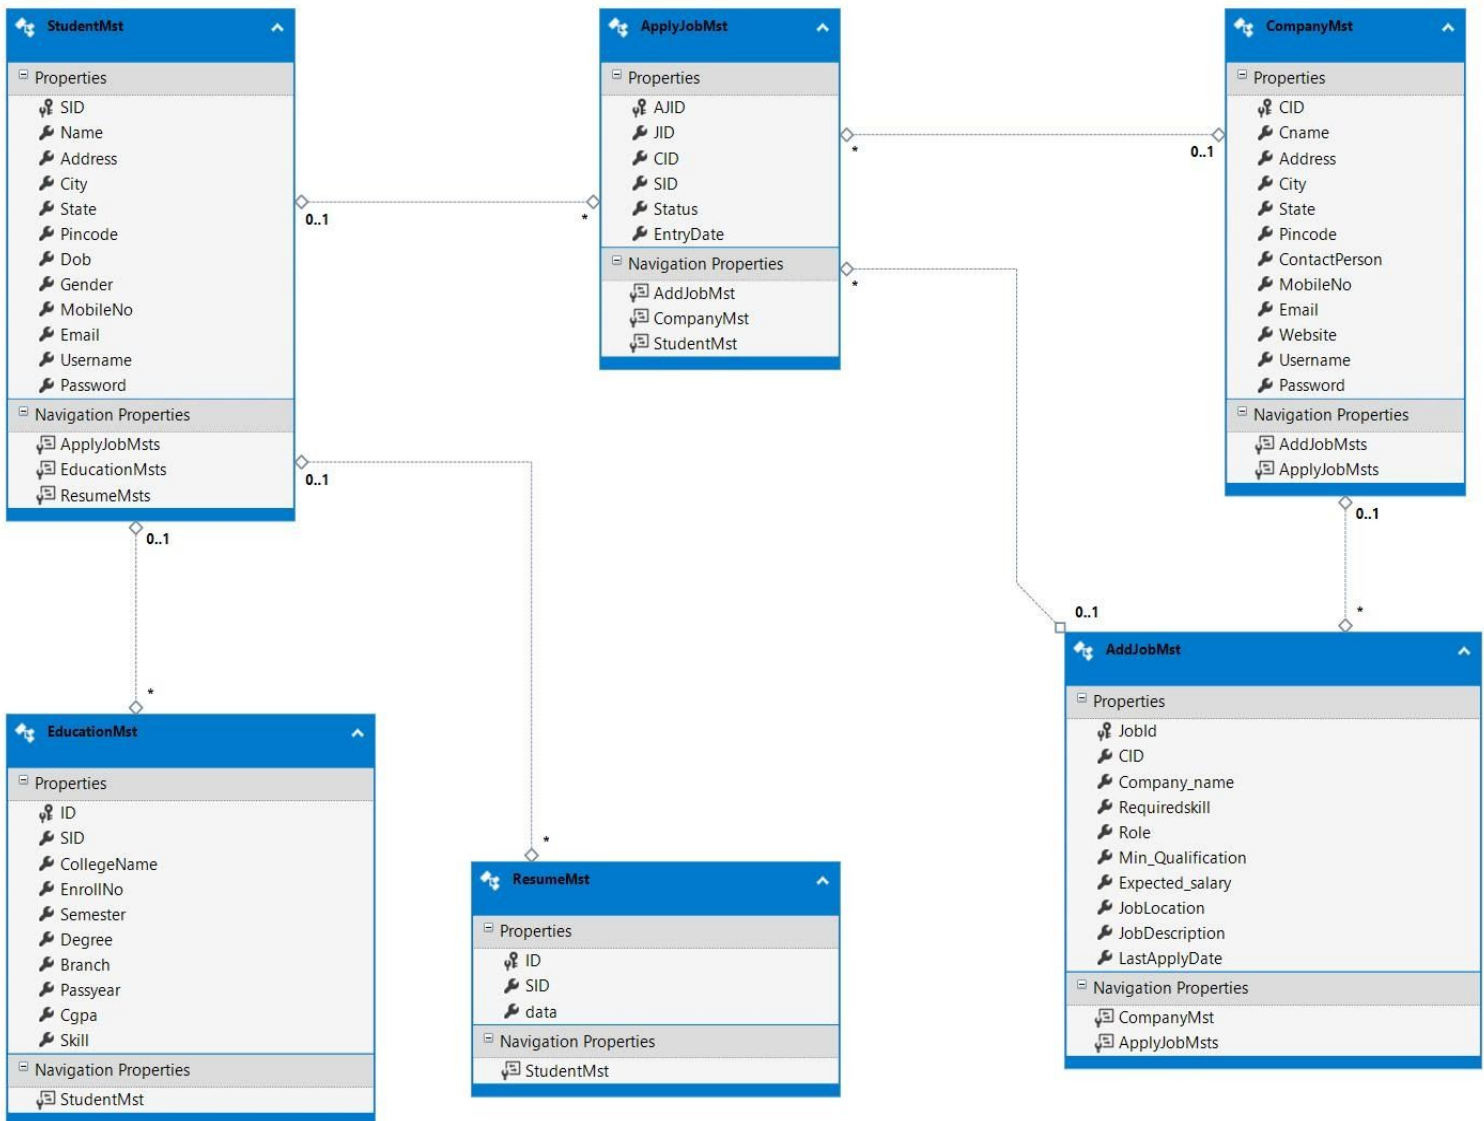 StudentMst
Properties
SID
Name
Address
City
State
Pincode
Dob
Gender
MobileNo
Email
Username
Password
Navigation Properties
ApplyJobMsts
EducationMsts
ResumeMsts
0..1
*
0..1
0..1
*
*
ApplyJobMst
Properties
AJID
JID
CID
SID
Status
EntryDate
Navigation Properties
AddJobMst
CompanyMst
StudentMst
*
0..1
*
0..1
CompanyMst
Properties
CID
Cname
Address
City
State
Pincode
ContactPerson
MobileNo
Email
Website
Username
Password
Navigation Properties
AddJobMsts
ApplyJobMsts
0..1
*
EducationMst
Properties
ID
SID
CollegeName
EnrollNo
Semester
Degree
Branch
Passyear
Cgpa
Skill
Navigation Properties
StudentMst
ResumeMst
Properties
ID
SID
data
Navigation Properties
StudentMst
AddJobMst
Properties
JobId
CID
Company_name
Requiredskill
Role
Min_Qualification
Expected_salary
JobLocation
JobDescription
LastApplyDate
Navigation Properties
CompanyMst
ApplyJobMsts